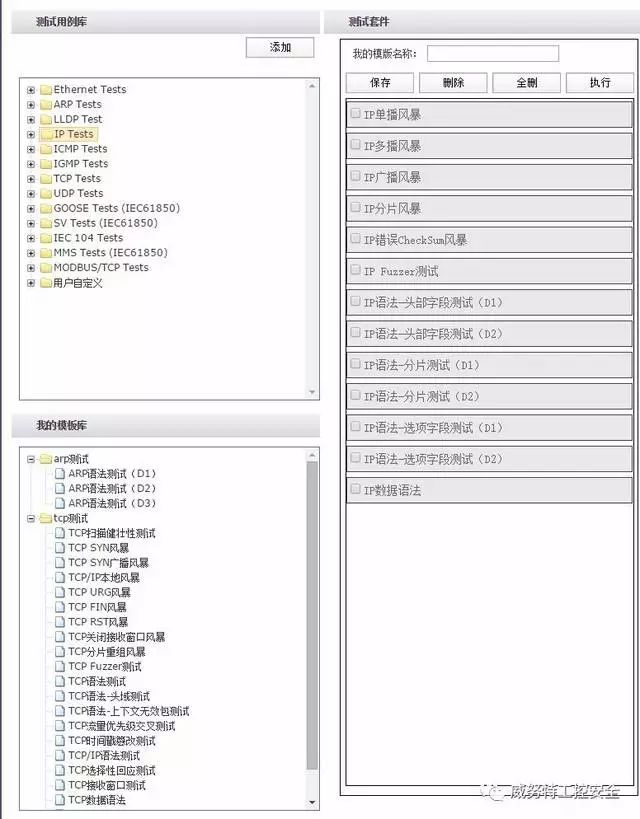 测试用例库
添加
Ethernet Tests
ARP Tests
LLDP Test
IP Tests
ICMP Tests
IGMP Tests
TCP Tests
UDP Tests
GOOSE Tests (IEC61850)
SV Tests (IEC61850)
IEC 104 Tests
MMS Tests (IEC61850)
MODBUS/TCP Tests
用户自定义
我的模板库
arp测试
ARP语法测试（D1）
ARP语法测试（D2）
ARP语法测试（D3）
tcp测试
TCP扫描健壮性测试
TCP SYN风暴
TCP SYN广播风暴
TCP/IP本地风暴
TCP URG风暴
TCP FIN风暴
TCP RST风暴
TCP关闭接收窗口风暴
TCP分片重组风暴
TCP Fuzzer测试
TCP语法测试
TCP语法-头域测试
TCP语法-上下文无效包测试
TCP流量优先级交叉测试
TCP时间戳篡改测试
TCP/IP语法测试
TCP选择性回应测试
TCP接收窗口测试
TCP数据语法
测试套件
我的模版名称：
保存 删除 全删 执行
IP单播风暴
IP多播风暴
IP广播风暴
IP分片风暴
IP错误CheckSum风暴
IP Fuzzer测试
IP语法-头部字段测试（D1）
IP语法-头部字段测试（D2）
IP语法-分片测试（D1）
IP语法-分片测试（D2）
IP语法-选项字段测试（D1）
IP语法-选项字段测试（D2）
IP数据语法
威努特工控安全